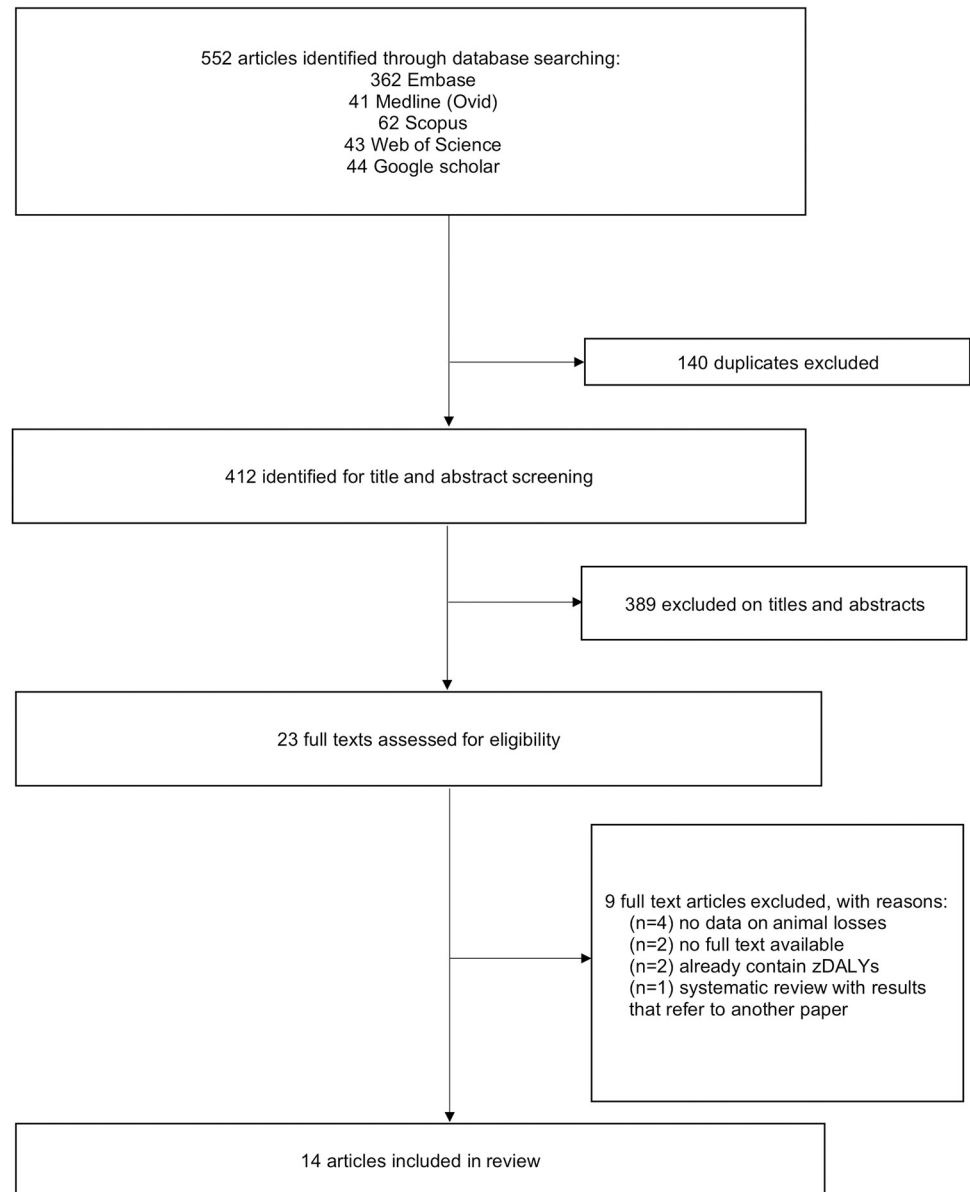 552 articles identified through database searching:
362 Embase
41 Medline (Ovid)
62 Scopus
43 Web of Science
44 Google scholar
140 duplicates excluded
412 identified for title and abstract screening
389 excluded on titles and abstracts
23 full texts assessed for eligibility
9 full text articles excluded, with reasons:
(n=4) no data on animal losses
(n=2) no full text available
(n=2) already contain zDALYs
(n=1) systematic review with results
that refer to another paper
14 articles included in review